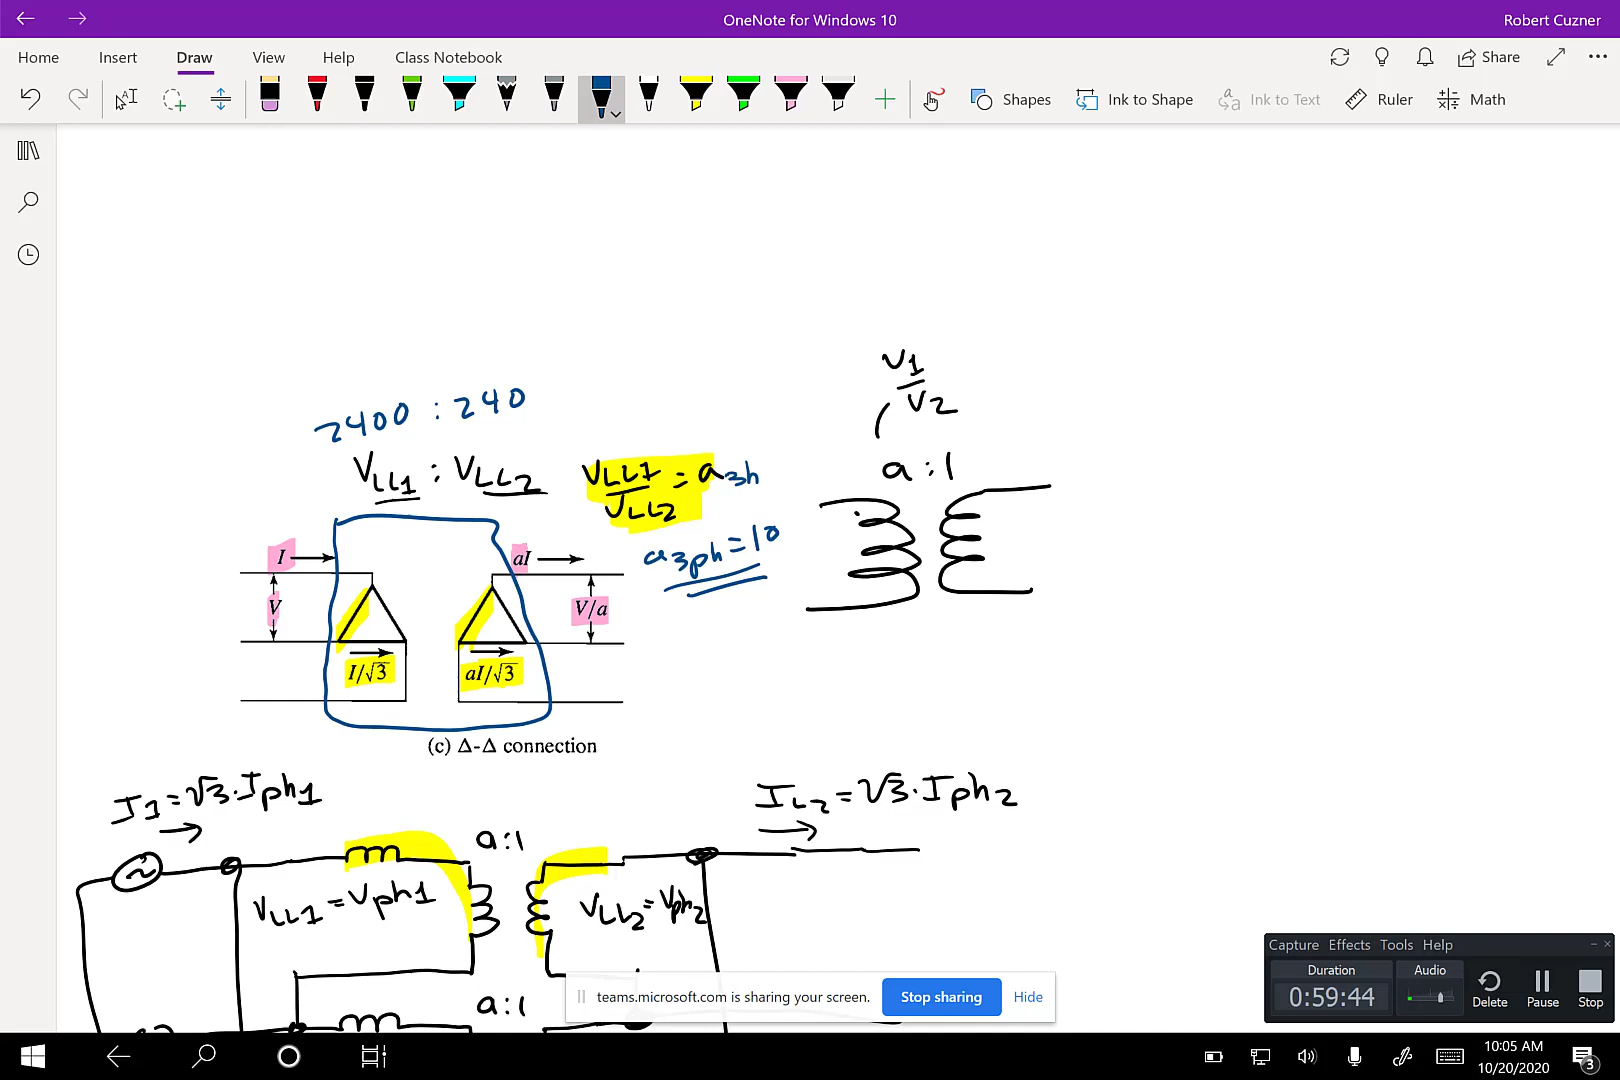 OneNote for Windows 10
Robert Cuzner
Home Insert Draw View Help Class Notebook
Share
Shapes Ink to Shape Ink to Text Ruler Math
V1
V2
2400 : 240
a : 1
VLL1 : VLL2
VLL1 = a3h
VLL2
a3ph = 10
I
aI
V
V/a
I/√3
aI/√3
(c) Δ-Δ connection
I1 = √3 · Iph1
IL2 = √3 · Iph2
a:1
VLL1 = Vph1
VLL2 = Vph2
a:1
teams.microsoft.com is sharing your screen. Stop sharing Hide
Capture Effects Tools Help
Duration Audio
0:59:44
Delete Pause Stop
10:05 AM
10/20/2020
3